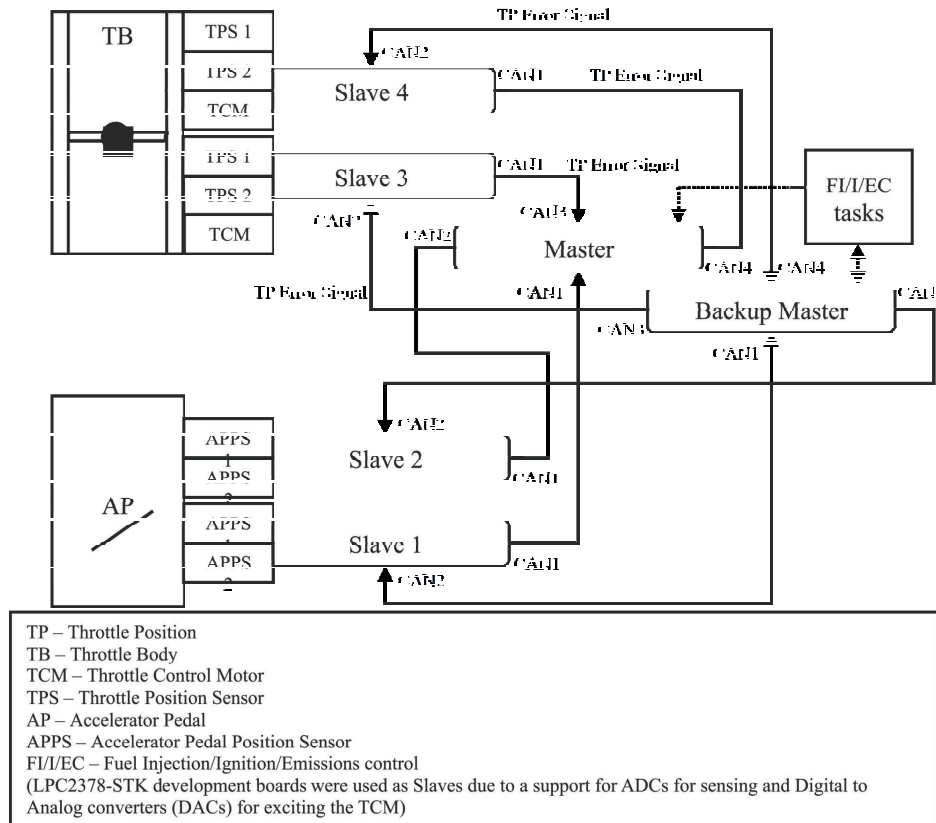 TP Error Signal
TB
TPS 1
TPS 2
TCM
TPS 1
TPS 2
TCM
CAN2
Slave 4
CAN1
TP Error Signal
Slave 3
CAN1
TP Error Signal
FI/I/EC
tasks
CAN2
CAN3
Master
CAN4
CAN4
TP Error Signal
CAN1
Backup Master
CAN1
CAN2
APPS
APPS
Slave 2
CAN1
AP
APPS
APPS
Slave 1
CAN1
CAN2
TP – Throttle Position
TB – Throttle Body
TCM – Throttle Control Motor
TPS – Throttle Position Sensor
AP – Accelerator Pedal
APPS – Accelerator Pedal Position Sensor
FI/I/EC – Fuel Injection/Ignition/Emissions control
(LPC2378-STK development boards were used as Slaves due to a support for ADCs for sensing and Digital to
Analog converters (DACs) for exciting the TCM)